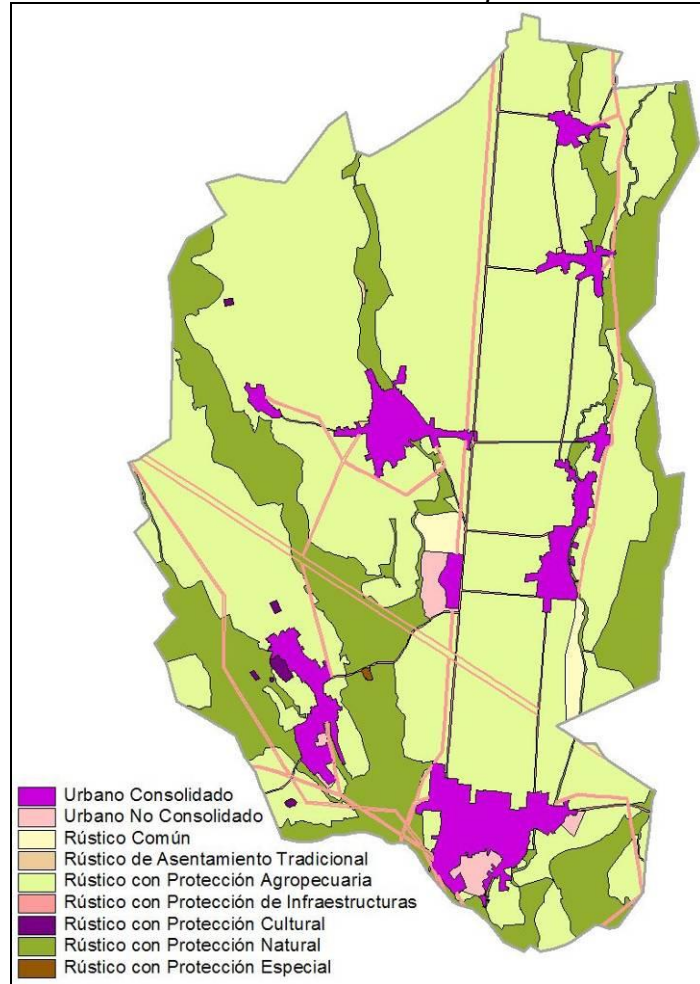 Urbano Consolidado
Urbano No Consolidado
Rústico Común
Rústico de Asentamiento Tradicional
Rústico con Protección Agropecuaria
Rústico con Protección de Infraestructuras
Rústico con Protección Cultural
Rústico con Protección Natural
Rústico con Protección Especial